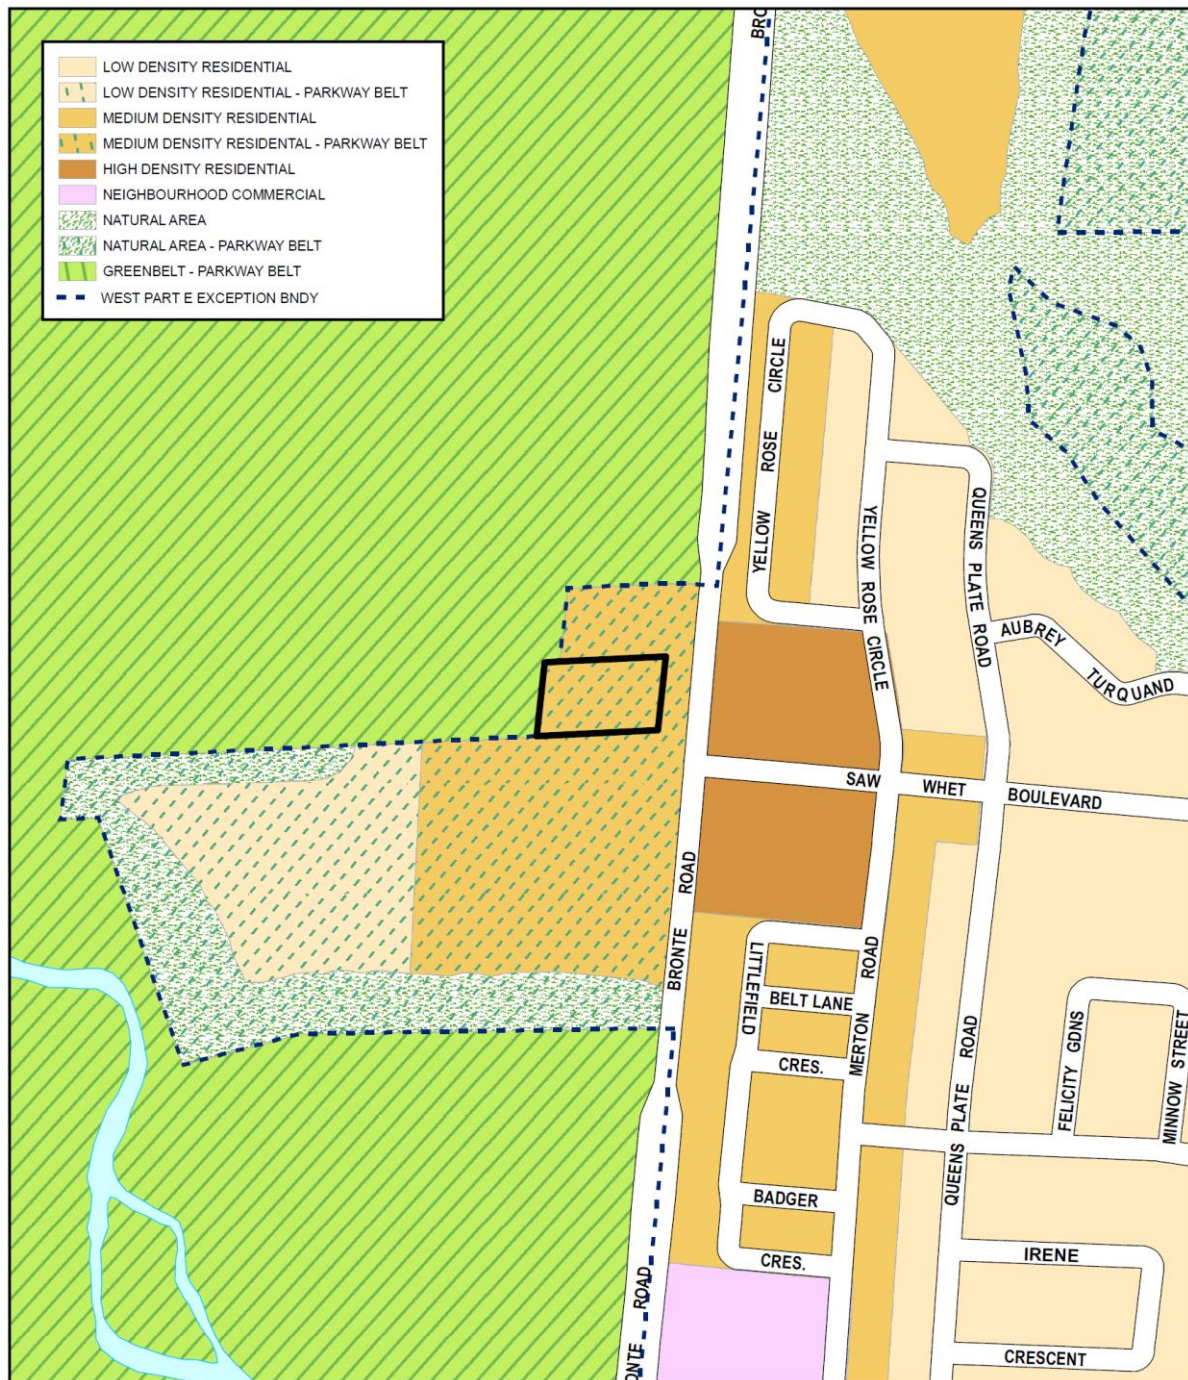 LOW DENSITY RESIDENTIAL
LOW DENSITY RESIDENTIAL - PARKWAY BELT
MEDIUM DENSITY RESIDENTIAL
MEDIUM DENSITY RESIDENTAL - PARKWAY BELT
HIGH DENSITY RESIDENTIAL
NEIGHBOURHOOD COMMERCIAL
NATURAL AREA
NATURAL AREA - PARKWAY BELT
GREENBELT - PARKWAY BELT
WEST PART E EXCEPTION BNDY
BRO
YELLOW ROSE CIRCLE
YELLOW ROSE CIRCLE
QUEENS PLATE ROAD
AUBREY TURQUAND
SAW WHET BOULEVARD
BRONTE ROAD
LITTLEFIELD
BELT LANE
CRES.
MERTON ROAD
QUEENS PLATE ROAD
FELICITY GDNS
MINNOW STREET
BADGER
CRES.
IRENE
CRESCENT
ONTE ROAD